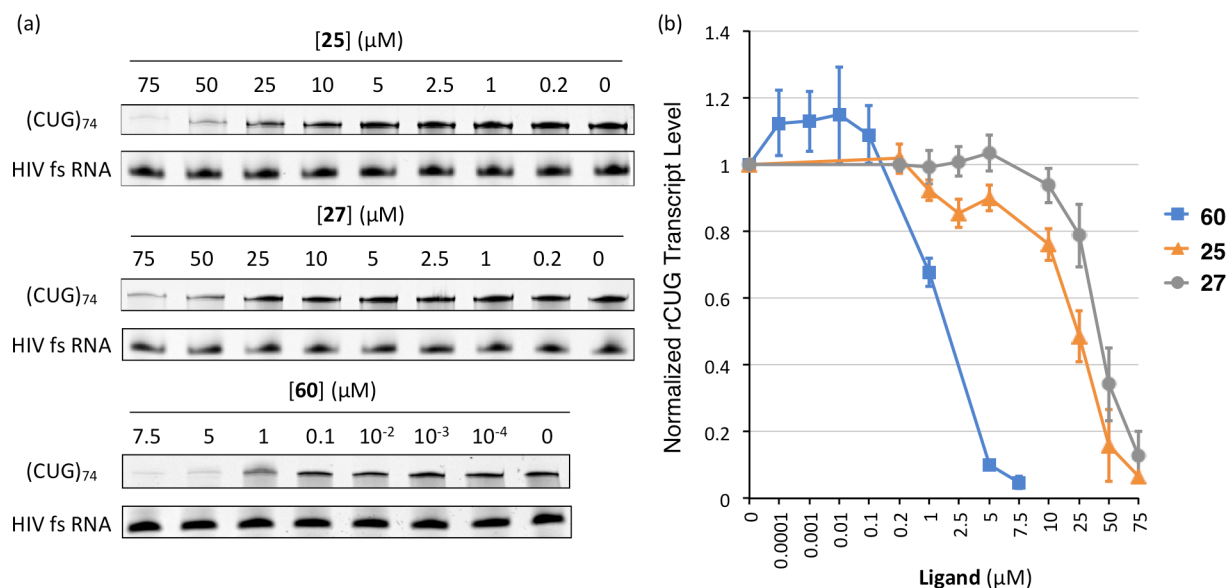 (a)
[25] (µM)
75 50 25 10 5 2.5 1 0.2 0
(CUG)74
HIV fs RNA
[27] (µM)
75 50 25 10 5 2.5 1 0.2 0
(CUG)74
HIV fs RNA
[60] (µM)
7.5 5 1 0.1 10-2 10-3 10-4 0
(CUG)74
HIV fs RNA
(b)
Normalized rCUG Transcript Level
1.4
1.2
1
0.8
0.6
0.4
0.2
0
0 0.0001 0.001 0.01 0.1 0.2 1 2.5 5 7.5 10 25 50 75
Ligand (µM)
60
25
27